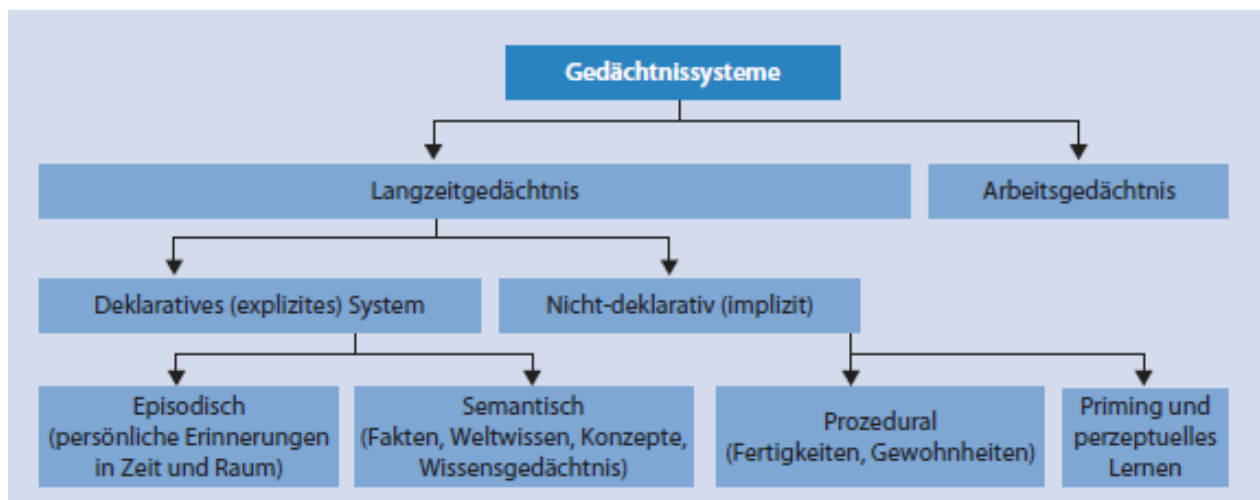 Gedächtnissysteme
Langzeitgedächtnis
Arbeitsgedächtnis
Deklaratives (explizites) System
Nicht-deklarativ (implizit)
Episodisch
(persönliche Erinnerungen
in Zeit und Raum)
Semantisch
(Fakten, Weltwissen, Konzepte,
Wissensgedächtnis)
Prozedural
(Fertigkeiten, Gewohnheiten)
Priming und
perzeptuelles
Lernen